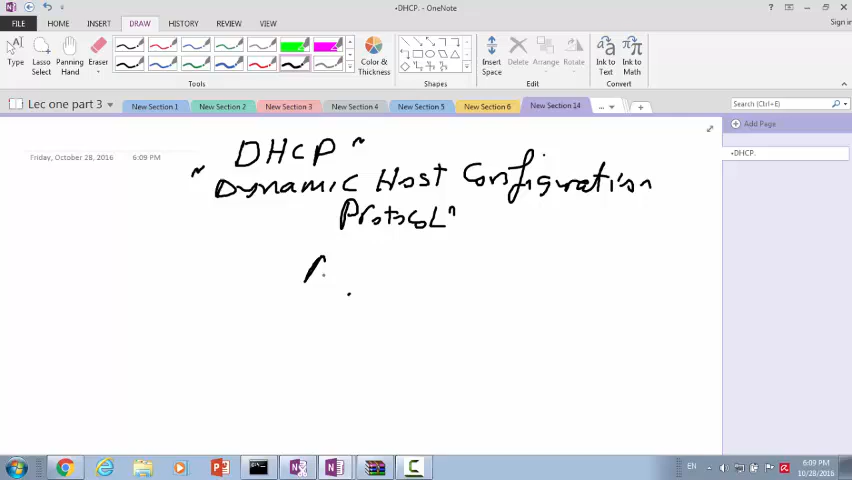 •DHCP. - OneNote
FILE HOME INSERT DRAW HISTORY REVIEW VIEW
Sign in
Type
Lasso Select
Panning Hand
Eraser
Color & Thickness
Insert Space
Delete
Arrange
Rotate
Ink to Text
Ink to Math
Tools
Shapes
Edit
Convert
Lec one part 3
New Section 1
New Section 2
New Section 3
New Section 4
New Section 5
New Section 6
New Section 14
...
Search (Ctrl+E)
Add Page
•DHCP.
Friday, October 28, 2016 6:09 PM
DHCP"
"Dynamic Host Configuration
Protocol"
EN
6:09 PM
10/28/2016